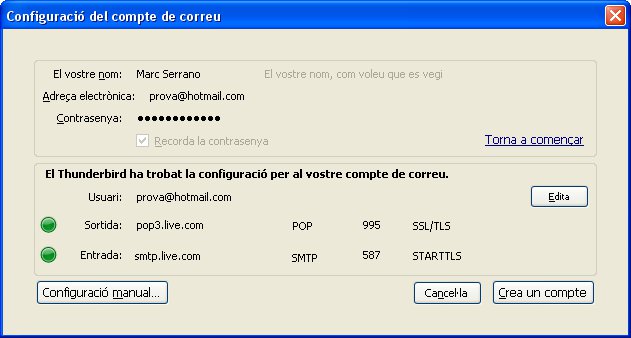 Configuració del compte de correu
El vostre nom: Marc Serrano El vostre nom, com voleu que es vegi
Adreça electrònica: prova@hotmail.com
Contrasenya: ●●●●●●●●●●●●
Recorda la contrasenya
Torna a començar
El Thunderbird ha trobat la configuració per al vostre compte de correu.
Usuari: prova@hotmail.com Edita
Sortida: pop3.live.com POP 995 SSL/TLS
Entrada: smtp.live.com SMTP 587 STARTTLS
Configuració manual... Cancel·la Crea un compte